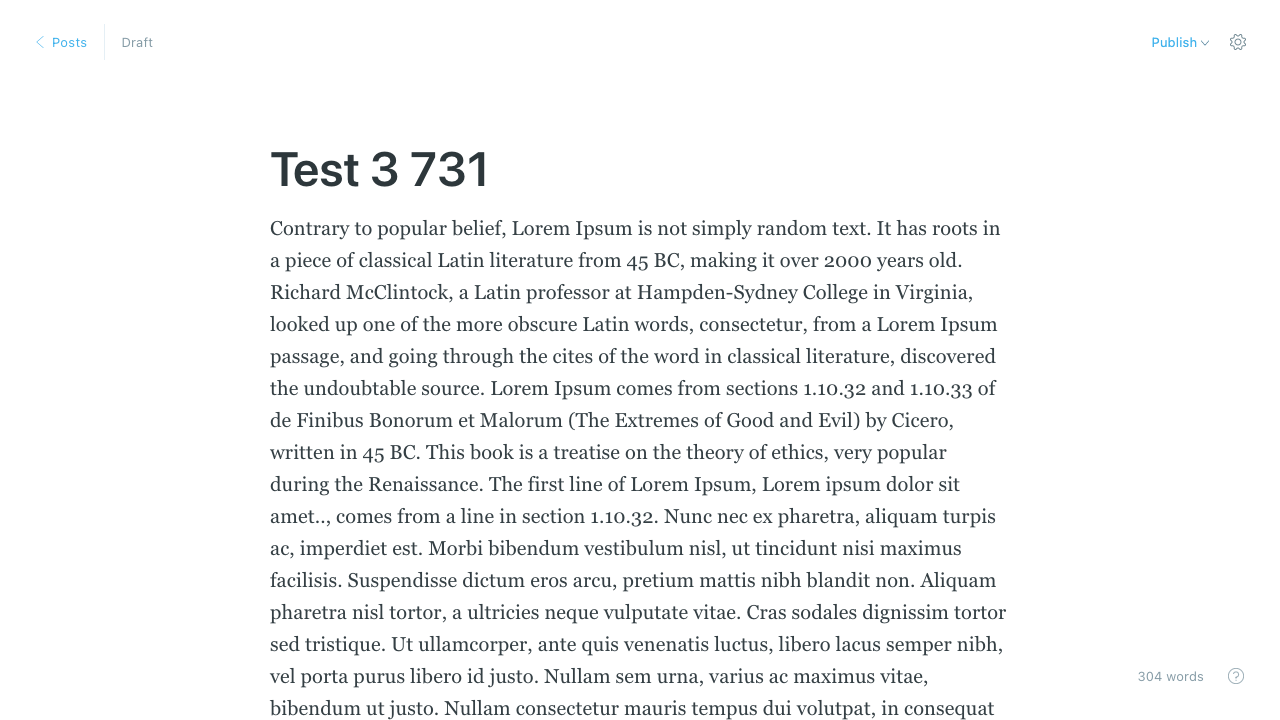 Posts
Draft
Publish
Test 3 731
Contrary to popular belief, Lorem Ipsum is not simply random text. It has roots in
a piece of classical Latin literature from 45 BC, making it over 2000 years old.
Richard McClintock, a Latin professor at Hampden-Sydney College in Virginia,
looked up one of the more obscure Latin words, consectetur, from a Lorem Ipsum
passage, and going through the cites of the word in classical literature, discovered
the undoubtable source. Lorem Ipsum comes from sections 1.10.32 and 1.10.33 of
de Finibus Bonorum et Malorum (The Extremes of Good and Evil) by Cicero,
written in 45 BC. This book is a treatise on the theory of ethics, very popular
during the Renaissance. The first line of Lorem Ipsum, Lorem ipsum dolor sit
amet.., comes from a line in section 1.10.32. Nunc nec ex pharetra, aliquam turpis
ac, imperdiet est. Morbi bibendum vestibulum nisl, ut tincidunt nisi maximus
facilisis. Suspendisse dictum eros arcu, pretium mattis nibh blandit non. Aliquam
pharetra nisl tortor, a ultricies neque vulputate vitae. Cras sodales dignissim tortor
sed tristique. Ut ullamcorper, ante quis venenatis luctus, libero lacus semper nibh,
vel porta purus libero id justo. Nullam sem urna, varius ac maximus vitae,
bibendum ut justo. Nullam consectetur mauris tempus dui volutpat, in consequat
304 words